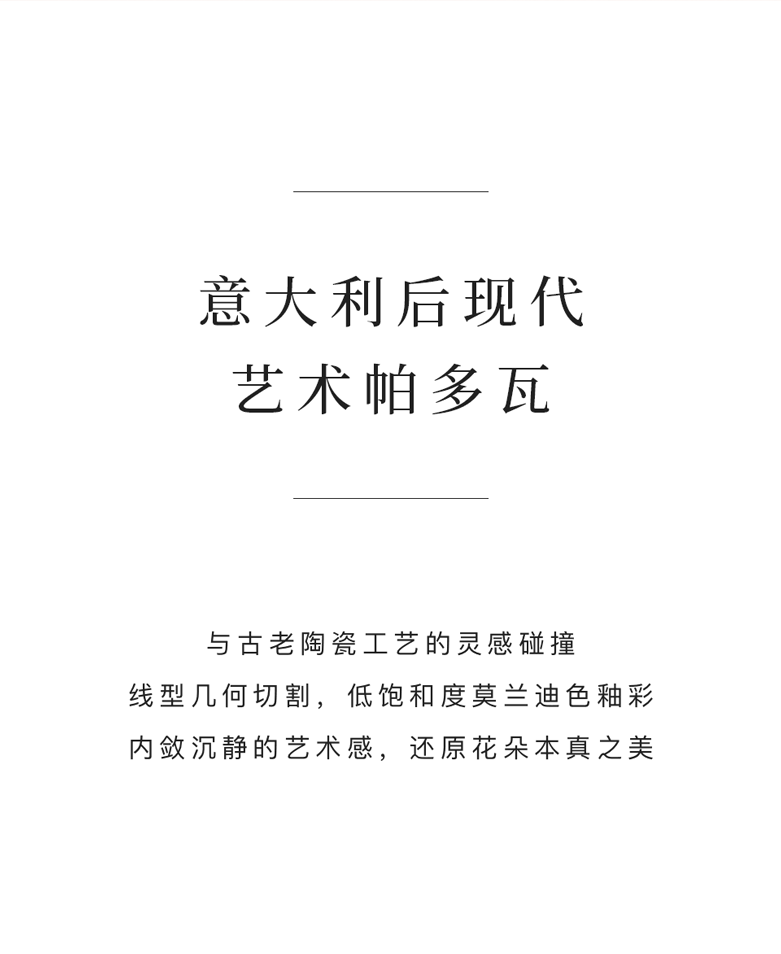 意大利后现代
艺术帕多瓦
与古老陶瓷工艺的灵感碰撞
线型几何切割，低饱和度莫兰迪色釉彩
内敛沉静的艺术感，还原花朵本真之美